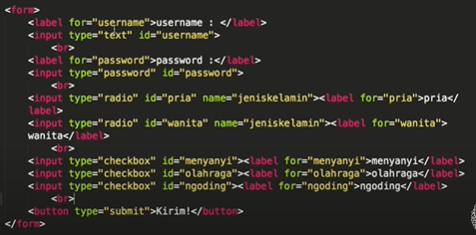 <form>
<label for="username">username : </label>
<input type="text" id="username">
<br>
<label for="password">password :</label>
<input type="password" id="password">
<br>
<input type="radio" id="pria" name="jeniskelamin"><label for="pria">pria</
label>
<input type="radio" id="wanita" name="jeniskelamin"><label for="wanita">
wanita</label>
<br>
<input type="checkbox" id="menyanyi"><label for="menyanyi">menyanyi</label>
<input type="checkbox" id="olahraga"><label for="olahraga">olahraga</label>
<input type="checkbox" id="ngoding"><label for="ngoding">ngoding</label>
<br>
<button type="submit">Kirim!</button>
</form>